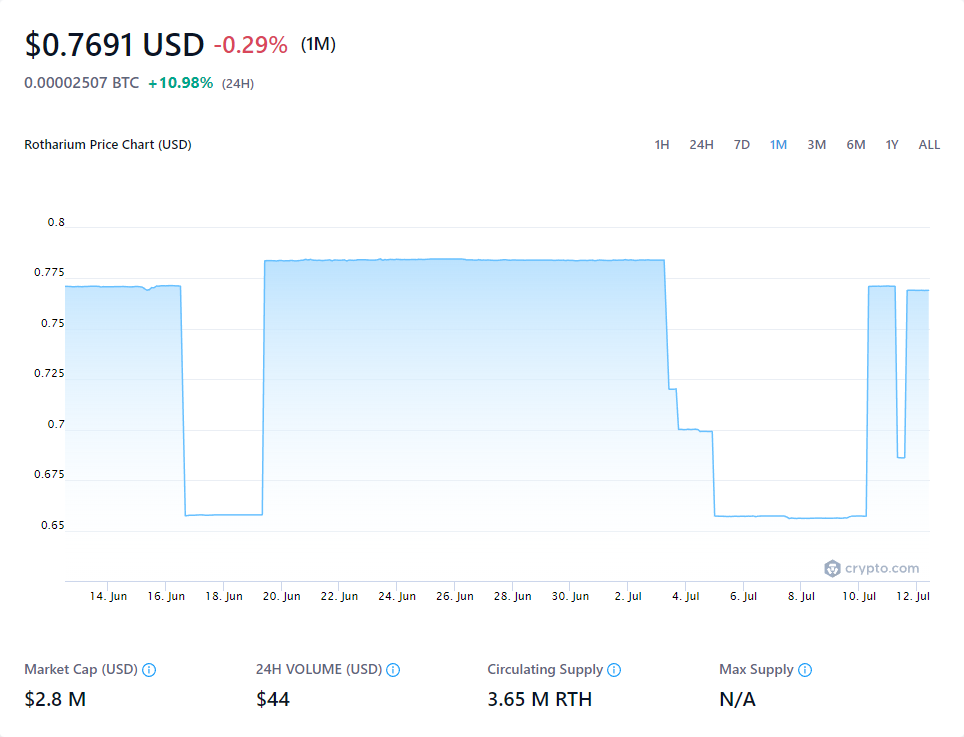 $0.7691 USD -0.29% (1M)
0.00002507 BTC +10.98% (24H)
Rotharium Price Chart (USD) 1H 24H 7D 1M 3M 6M 1Y ALL
0.8
0.775
0.75
0.725
0.7
0.675
0.65
crypto.com
14. Jun 16. Jun 18. Jun 20. Jun 22. Jun 24. Jun 26. Jun 28. Jun 30. Jun 2. Jul 4. Jul 6. Jul 8. Jul 10. Jul 12. Jul
Market Cap (USD) 24H VOLUME (USD) Circulating Supply Max Supply
$2.8 M $44 3.65 M RTH N/A